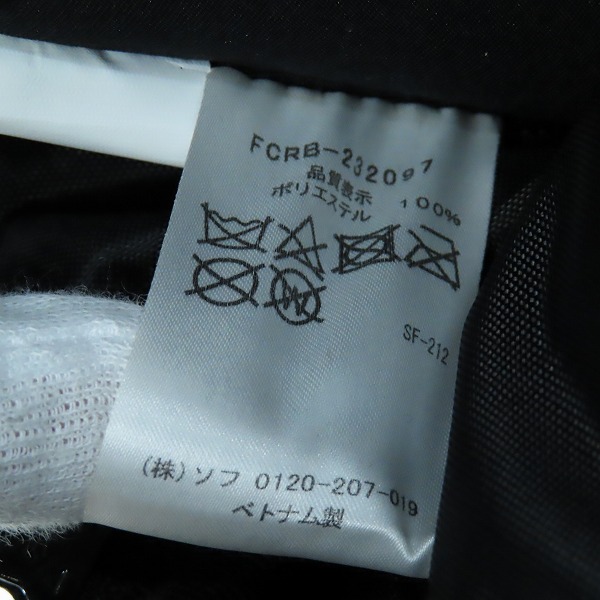 FCRB-232097
品質表示
ポリエステル 100%
SF-212
(株)ソフ 0120-207-019
ベトナム製